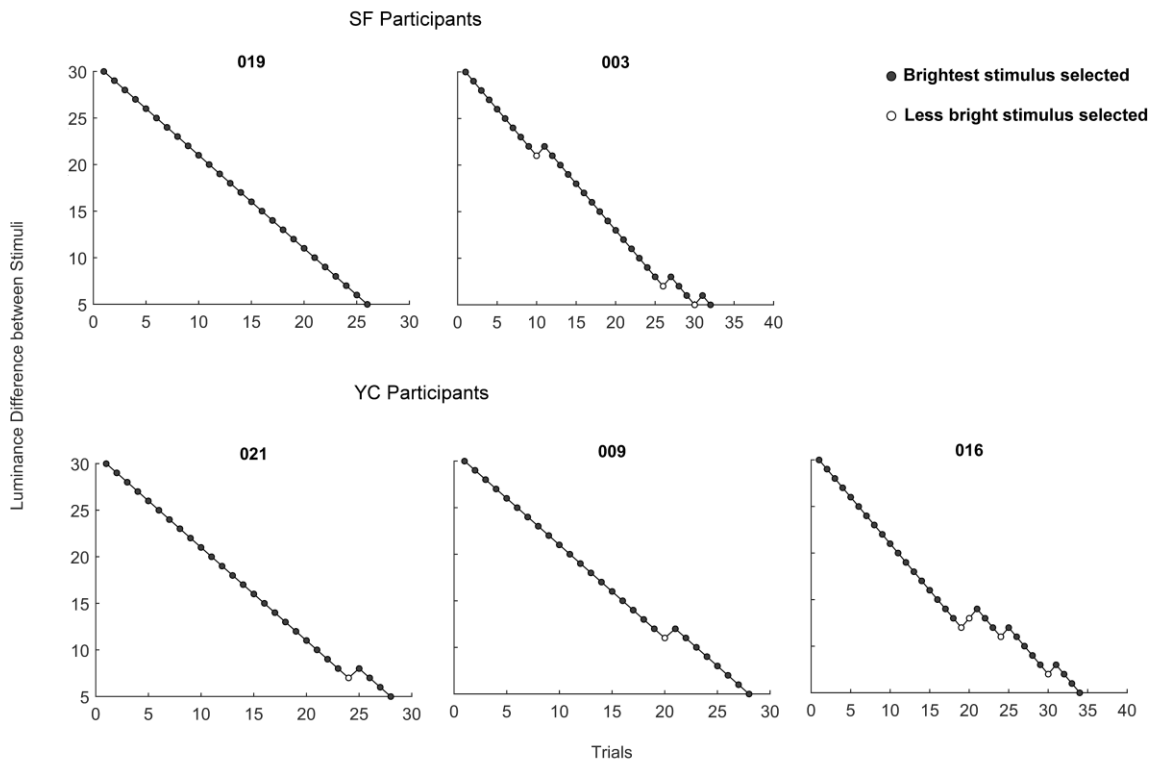 SF Participants
019
003
Brightest stimulus selected
Less bright stimulus selected
30
25
20
15
10
5
0 5 10 15 20 25 30
0 5 10 15 20 25 30 35 40
Luminance Difference between Stimuli
YC Participants
021
009
016
30
25
20
15
10
5
0 5 10 15 20 25 30
0 5 10 15 20 25 30
0 5 10 15 20 25 30 35 40
Trials